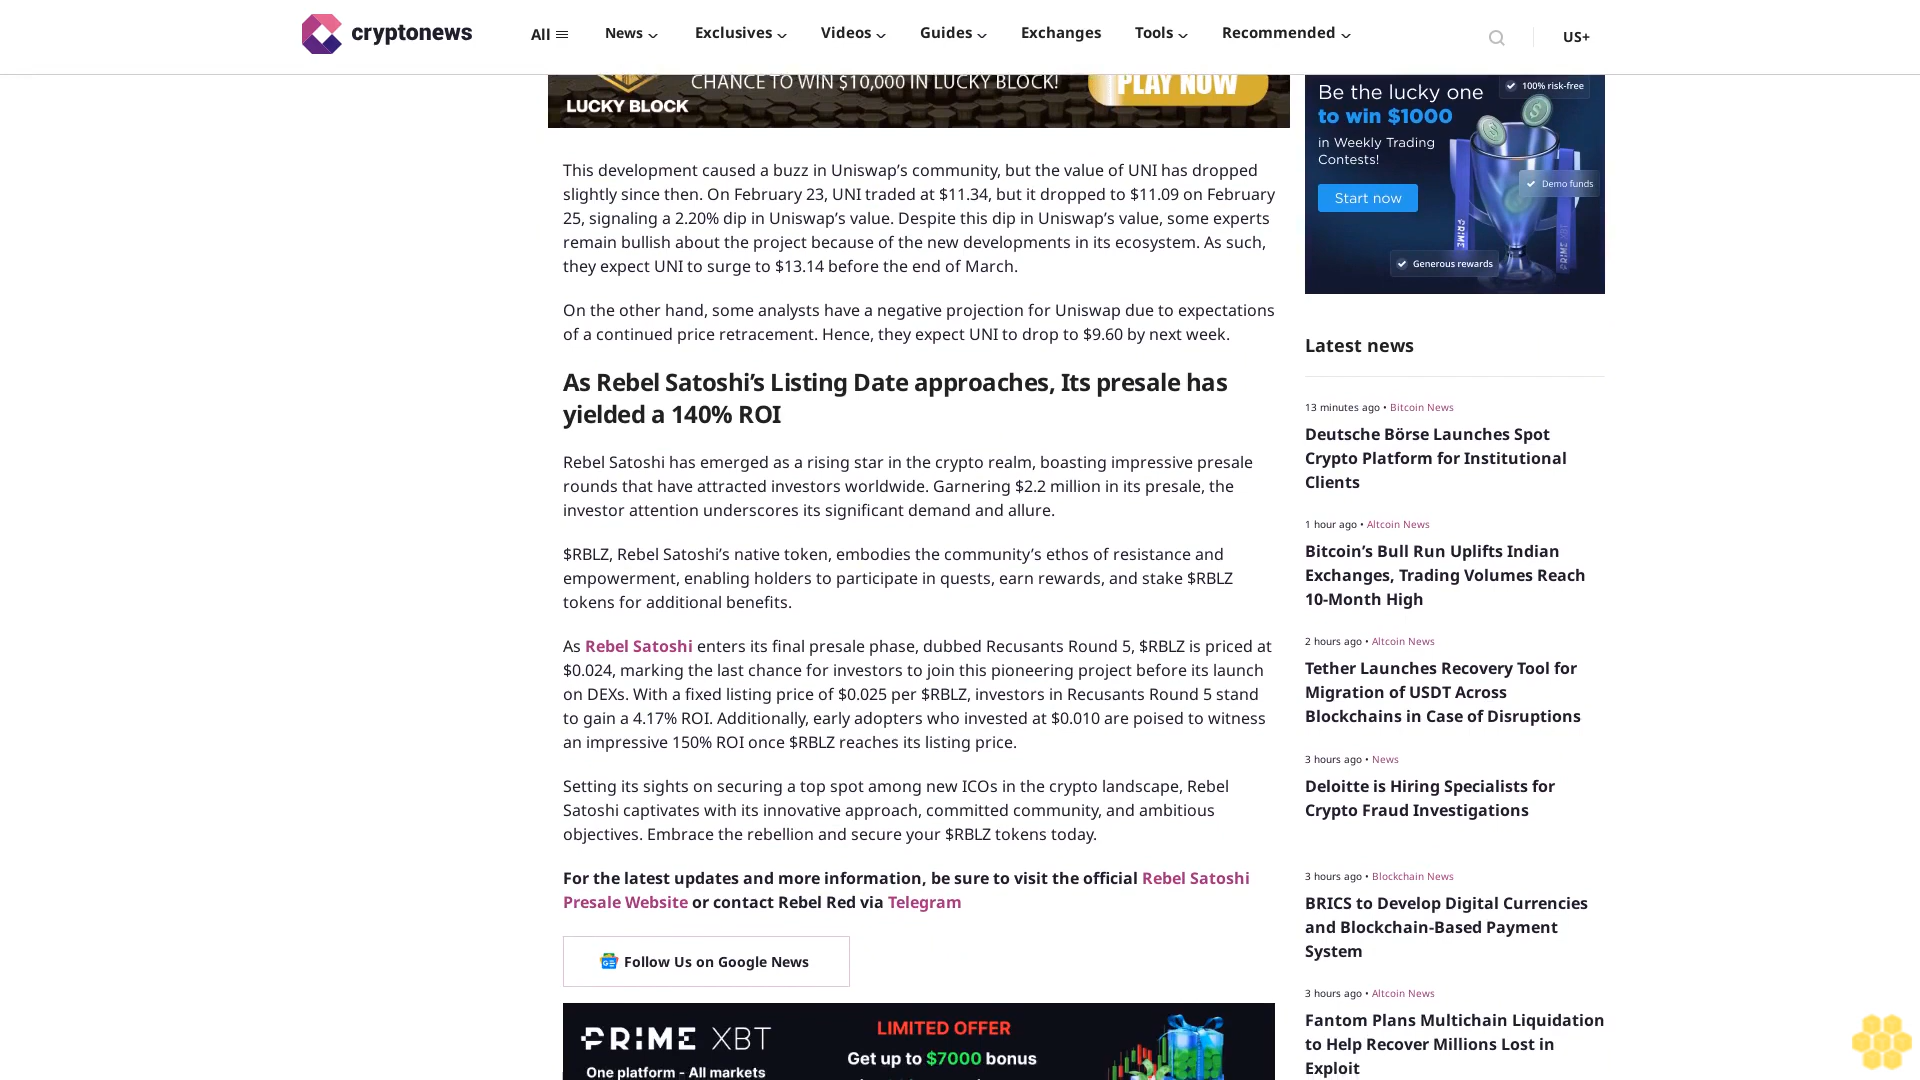 cryptonews
All
News
Exclusives
Videos
Guides
Exchanges
Tools
Recommended
US+
CHANCE TO WIN $10,000 IN LUCKY BLOCK!
PLAY NOW
LUCKY BLOCK
This development caused a buzz in Uniswap’s community, but the value of UNI has dropped
slightly since then. On February 23, UNI traded at $11.34, but it dropped to $11.09 on February
25, signaling a 2.20% dip in Uniswap’s value. Despite this dip in Uniswap’s value, some experts
remain bullish about the project because of the new developments in its ecosystem. As such,
they expect UNI to surge to $13.14 before the end of March.
On the other hand, some analysts have a negative projection for Uniswap due to expectations
of a continued price retracement. Hence, they expect UNI to drop to $9.60 by next week.
As Rebel Satoshi’s Listing Date approaches, Its presale has
yielded a 140% ROI
Rebel Satoshi has emerged as a rising star in the crypto realm, boasting impressive presale
rounds that have attracted investors worldwide. Garnering $2.2 million in its presale, the
investor attention underscores its significant demand and allure.
$RBLZ, Rebel Satoshi’s native token, embodies the community’s ethos of resistance and
empowerment, enabling holders to participate in quests, earn rewards, and stake $RBLZ
tokens for additional benefits.
As Rebel Satoshi enters its final presale phase, dubbed Recusants Round 5, $RBLZ is priced at
$0.024, marking the last chance for investors to join this pioneering project before its launch
on DEXs. With a fixed listing price of $0.025 per $RBLZ, investors in Recusants Round 5 stand
to gain a 4.17% ROI. Additionally, early adopters who invested at $0.010 are poised to witness
an impressive 150% ROI once $RBLZ reaches its listing price.
Setting its sights on securing a top spot among new ICOs in the crypto landscape, Rebel
Satoshi captivates with its innovative approach, committed community, and ambitious
objectives. Embrace the rebellion and secure your $RBLZ tokens today.
For the latest updates and more information, be sure to visit the official Rebel Satoshi
Presale Website or contact Rebel Red via Telegram
Follow Us on Google News
PRIME XBT
One platform - All markets
LIMITED OFFER
Get up to $7000 bonus
100% risk-free
Be the lucky one
to win $1000
in Weekly Trading
Contests!
Demo funds
Start now
PRIME
PRIME XBT
Generous rewards
Latest news
13 minutes ago • Bitcoin News
Deutsche Börse Launches Spot
Crypto Platform for Institutional
Clients
1 hour ago • Altcoin News
Bitcoin’s Bull Run Uplifts Indian
Exchanges, Trading Volumes Reach
10-Month High
2 hours ago • Altcoin News
Tether Launches Recovery Tool for
Migration of USDT Across
Blockchains in Case of Disruptions
3 hours ago • News
Deloitte is Hiring Specialists for
Crypto Fraud Investigations
3 hours ago • Blockchain News
BRICS to Develop Digital Currencies
and Blockchain-Based Payment
System
3 hours ago • Altcoin News
Fantom Plans Multichain Liquidation
to Help Recover Millions Lost in
Exploit